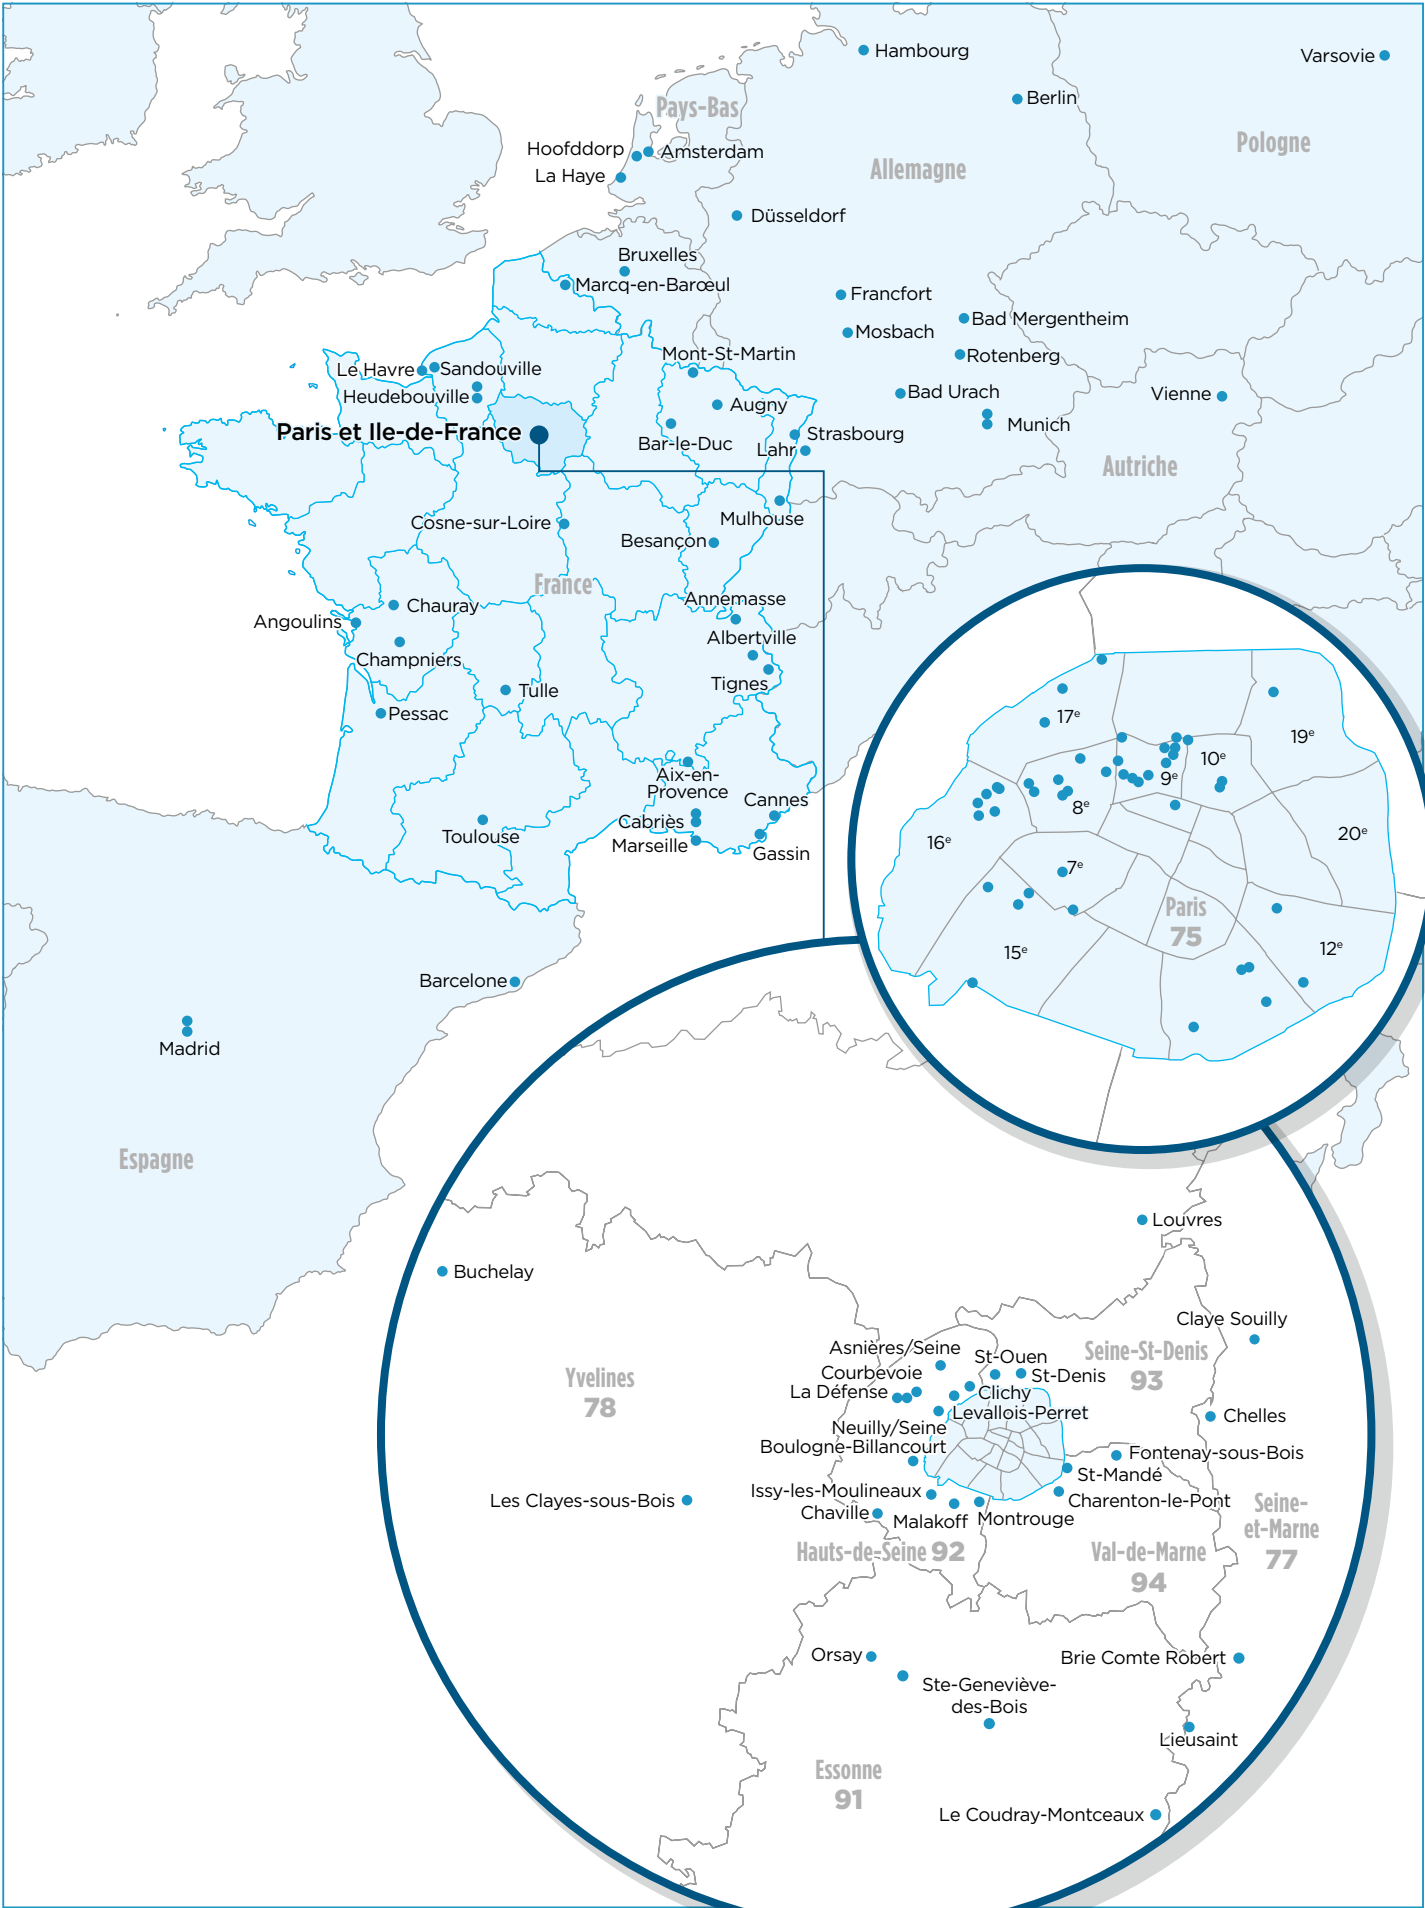 Hambourg
Varsovie
Berlin
Pays-Bas
Pologne
Hoofddorp
Amsterdam
Allemagne
La Haye
Düsseldorf
Bruxelles
Marcq-en-Barœul
Francfort
Bad Mergentheim
Mosbach
Mont-St-Martin
Rotenberg
Le Havre
Sandouville
Heudebouville
Bad Urach
Vienne
Augny
Munich
Paris et Ile-de-France
Strasbourg
Bar-le-Duc
Lahr
Autriche
Mulhouse
Cosne-sur-Loire
Besançon
France
Annemasse
Chauray
Angoulins
Albertville
Champniers
Tignes
Tulle
Pessac
Aix-en-
Provence
Cannes
Cabriès
Toulouse
Marseille
Gassin
17e
19e
10e
9e
8e
20e
16e
7e
Paris
75
15e
12e
Barcelone
Madrid
Espagne
Louvres
Buchelay
Claye Souilly
Asnières/Seine
St-Ouen
Seine-St-Denis
93
Courbevoie
St-Denis
Yvelines
78
La Défense
Clichy
Levallois-Perret
Chelles
Neuilly/Seine
Boulogne-Billancourt
Fontenay-sous-Bois
St-Mandé
Issy-les-Moulineaux
Les Clayes-sous-Bois
Charenton-le-Pont
Chaville
Malakoff
Montrouge
Seine-
et-Marne
77
Hauts-de-Seine 92
Val-de-Marne
94
Orsay
Brie Comte Robert
Ste-Geneviève-
des-Bois
Lieusaint
Essonne
91
Le Coudray-Montceaux